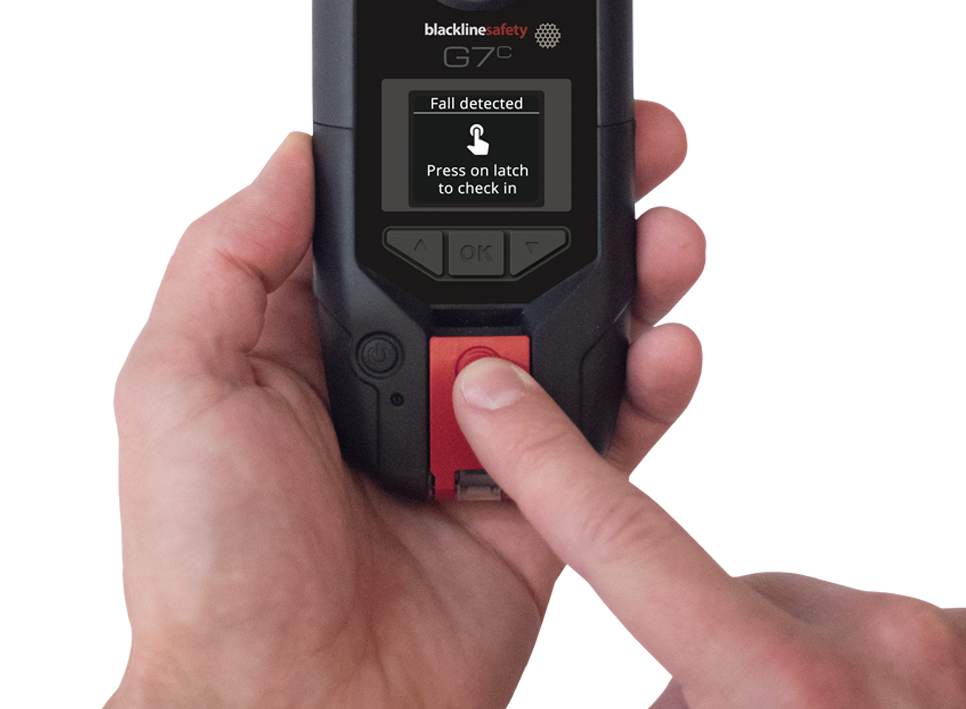 blacklinesafety
G7c
Fall detected
Press on latch
to check in
OK